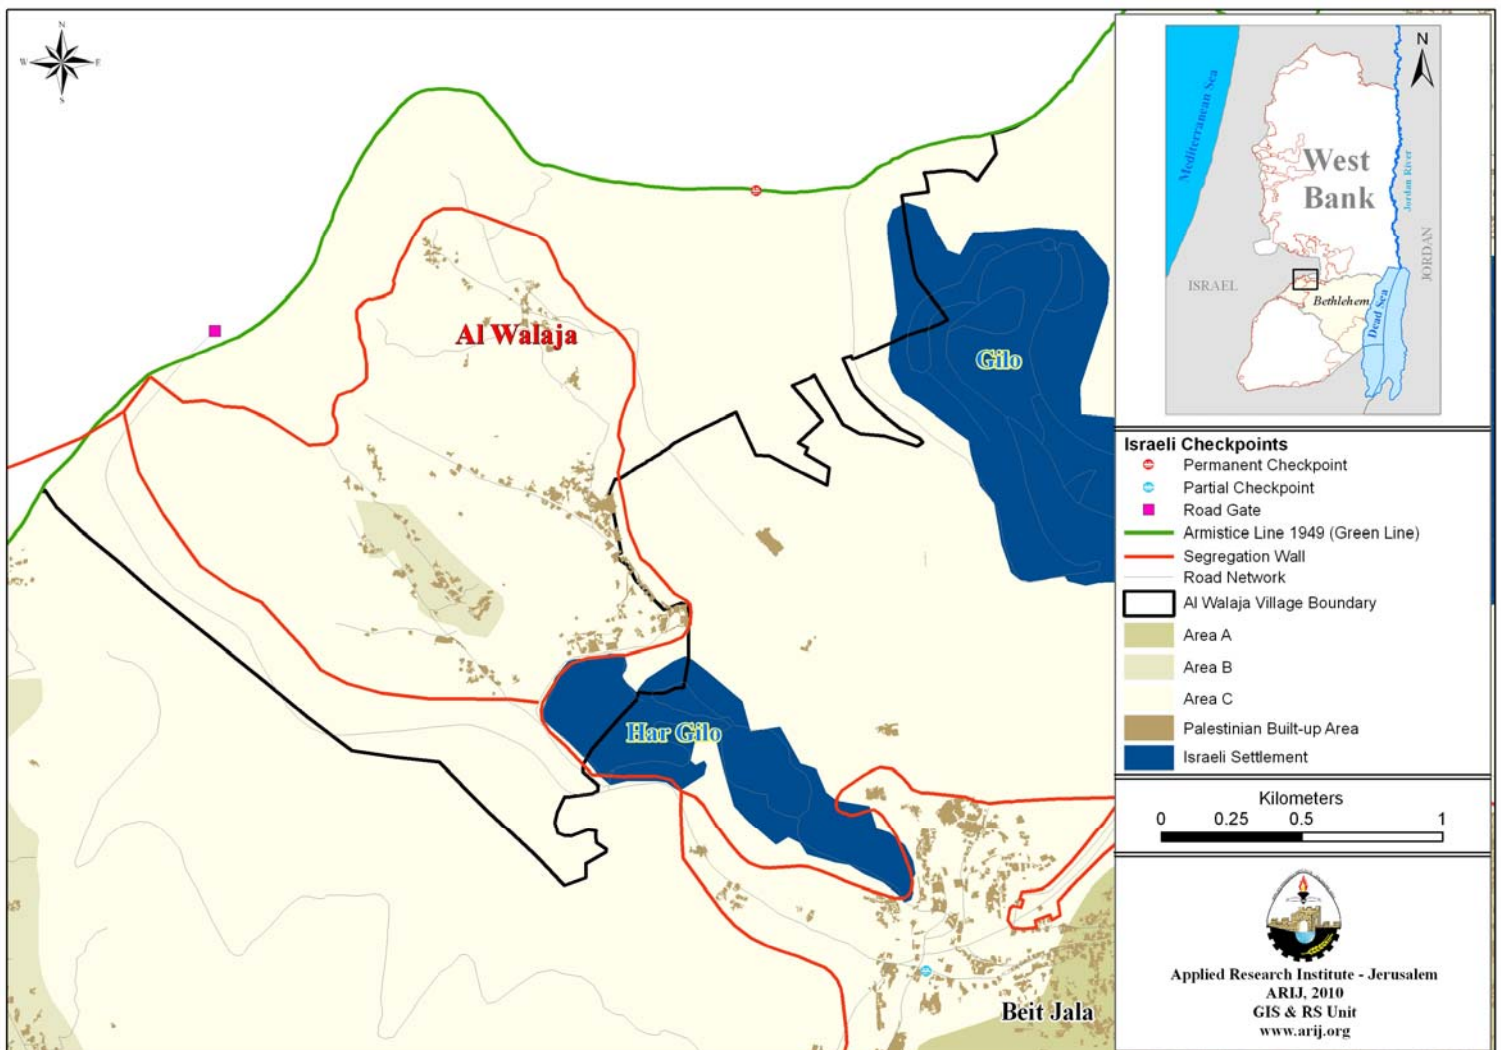 N
W
E
S
Al Walaja
Gilo
Har Gilo
Beit Jala
N
Mediterranean Sea
West
Bank
Jordan River
JORDAN
ISRAEL
Bethlehem
Dead Sea
Israeli Checkpoints
Permanent Checkpoint
Partial Checkpoint
Road Gate
Armistice Line 1949 (Green Line)
Segregation Wall
Road Network
Al Walaja Village Boundary
Area A
Area B
Area C
Palestinian Built-up Area
Israeli Settlement
Kilometers
0 0.25 0.5 1
Applied Research Institute - Jerusalem
ARIJ, 2010
GIS & RS Unit
www.arij.org